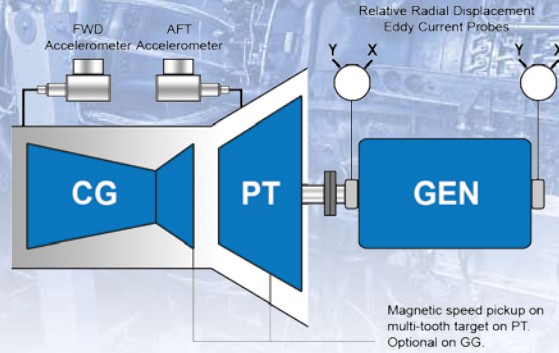 Relative Radial Displacement
Eddy Current Probes
FWD
Accelerometer
AFT
Accelerometer
Y X
Y X
CG
PT
GEN
Magnetic speed pickup on
multi-tooth target on PT.
Optional on GG.